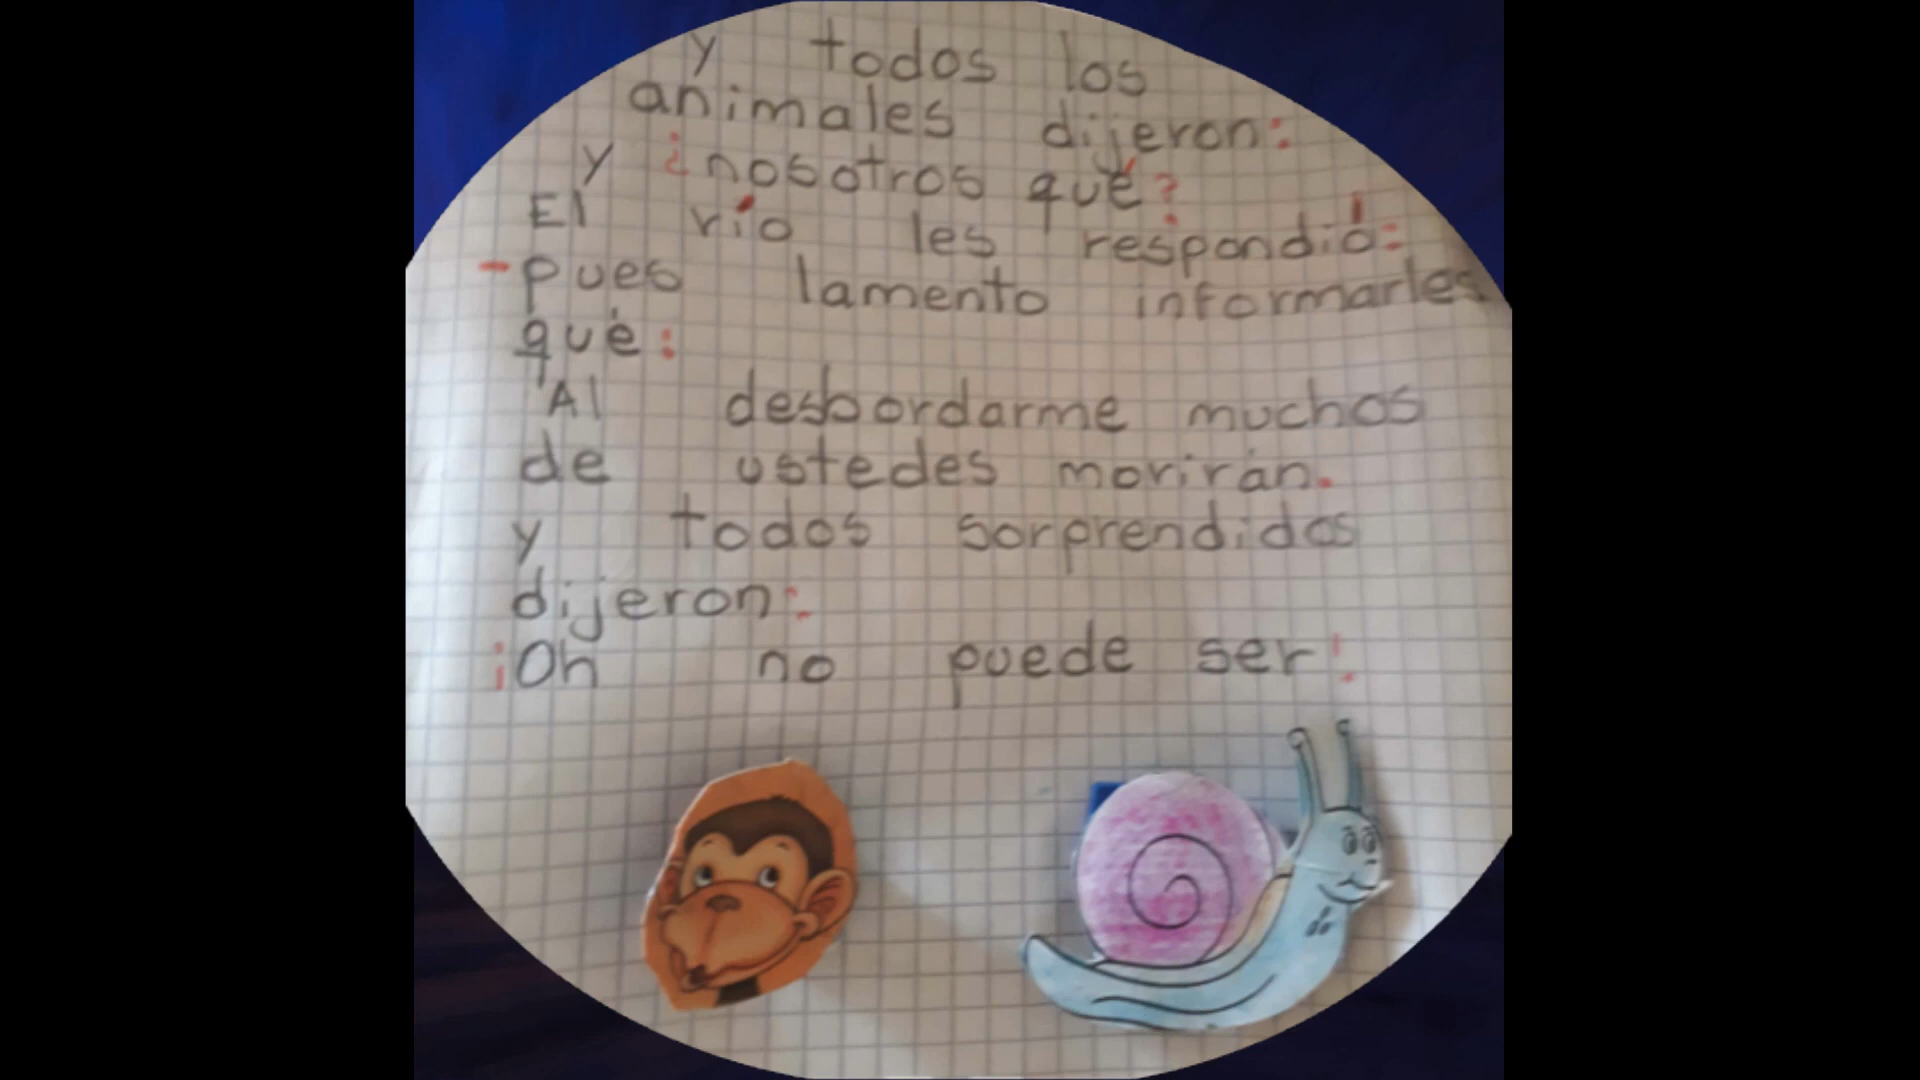 y todos los
animales dijeron:
y ¿nosotros qué?
El río les respondió:
-pues lamento informarles
qué:
Al desbordarme muchos
de ustedes morirán.
y todos sorprendidos
dijeron:
¡Oh no puede ser!